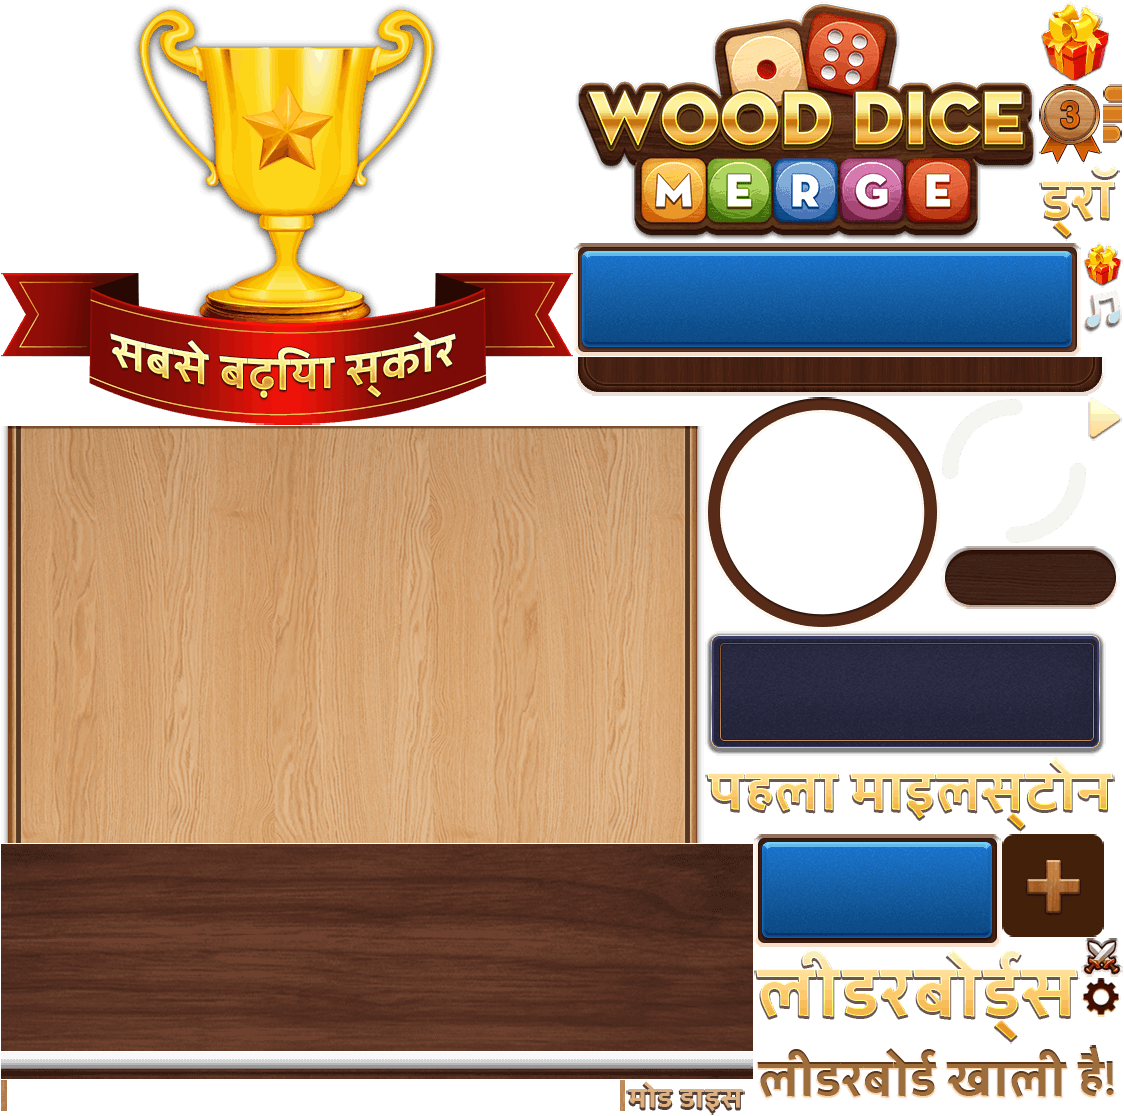 WOOD DICE
MERGE
3
ड्रॉ
सबसे बढ़िया स्कोर
पहला माइलस्टोन
लीडरबोर्ड्स
लीडरबोर्ड खाली है!
मोड डाइस